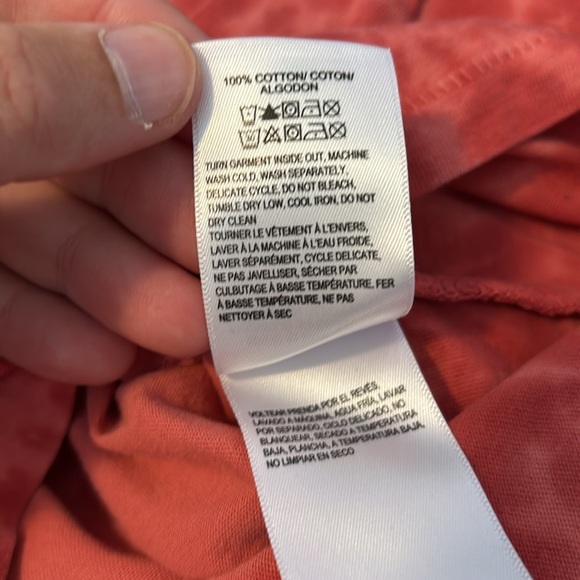 100% COTTON/ COTON/
ALGODON
TURN GARMENT INSIDE OUT, MACHINE
WASH COLD, WASH SEPARATELY,
DELICATE CYCLE, DO NOT BLEACH,
TUMBLE DRY LOW, COOL IRON, DO NOT
DRY CLEAN
TOURNER LE VÊTEMENT À L'ENVERS,
LAVER À LA MACHINE À L'EAU FROIDE,
LAVER SÉPARÉMENT, CYCLE DELICATE,
NE PAS JAVELLISER, SÉCHER PAR
CULBUTAGE À BASSE TEMPÉRATURE, FER
À BASSE TEMPÉRATURE, NE PAS
NETTOYER À SEC
VOLTEAR PRENDA POR EL REVÉS,
LAVADO A MÁQUINA, AGUA FRÍA, LAVAR
POR SEPARADO, CICLO DELICADO, NO
BLANQUEAR, SECADO A TEMPERATURA
BAJA, PLANCHA, A TEMPERATURA BAJA,
NO LIMPIAR EN SECO